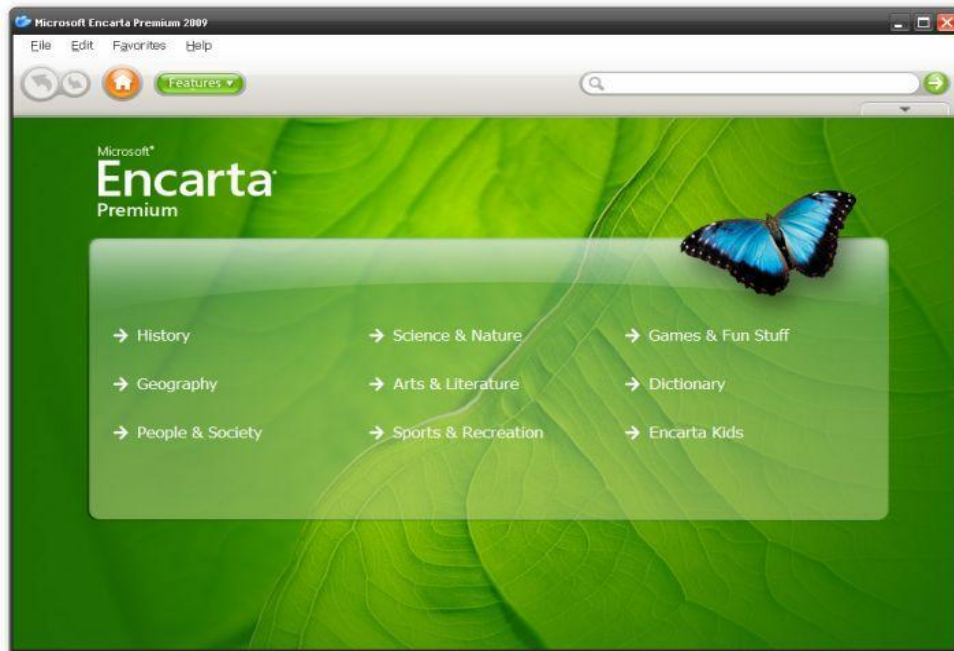 Microsoft Encarta Premium 2009
File Edit Favorites Help
Features
Microsoft®
Encarta®
Premium
History
Science & Nature
Games & Fun Stuff
Geography
Arts & Literature
Dictionary
People & Society
Sports & Recreation
Encarta Kids